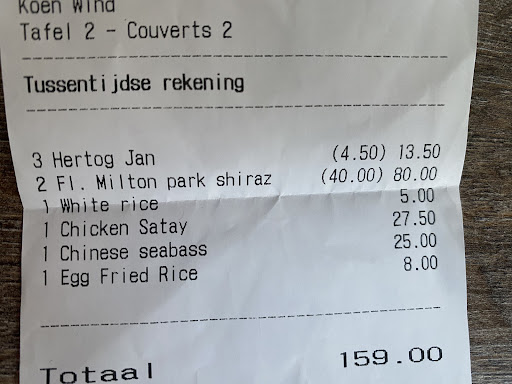 Koen Wind
Tafel 2 - Couverts 2
Tussentijdse rekening
3 Hertog Jan (4.50) 13.50
2 Fl. Milton park shiraz (40.00) 80.00
1 White rice 5.00
1 Chicken Satay 27.50
1 Chinese seabass 25.00
1 Egg Fried Rice 8.00
Totaal 159.00